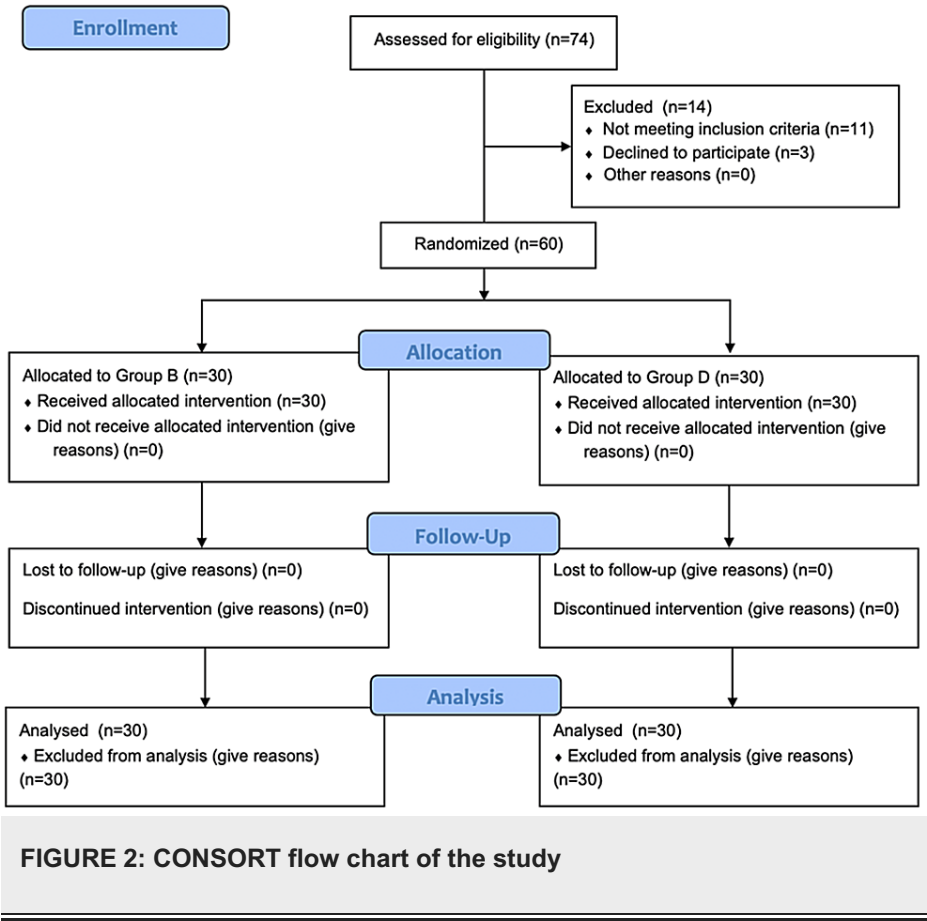 Enrollment
Assessed for eligibility (n=74)
Excluded (n=14)
♦ Not meeting inclusion criteria (n=11)
♦ Declined to participate (n=3)
♦ Other reasons (n=0)
Randomized (n=60)
Allocation
Allocated to Group B (n=30)
♦ Received allocated intervention (n=30)
♦ Did not receive allocated intervention (give
reasons) (n=0)
Allocated to Group D (n=30)
♦ Received allocated intervention (n=30)
♦ Did not receive allocated intervention (give
reasons) (n=0)
Follow-Up
Lost to follow-up (give reasons) (n=0)
Discontinued intervention (give reasons) (n=0)
Lost to follow-up (give reasons) (n=0)
Discontinued intervention (give reasons) (n=0)
Analysis
Analysed (n=30)
♦ Excluded from analysis (give reasons)
(n=30)
Analysed (n=30)
♦ Excluded from analysis (give reasons)
(n=30)
FIGURE 2: CONSORT flow chart of the study